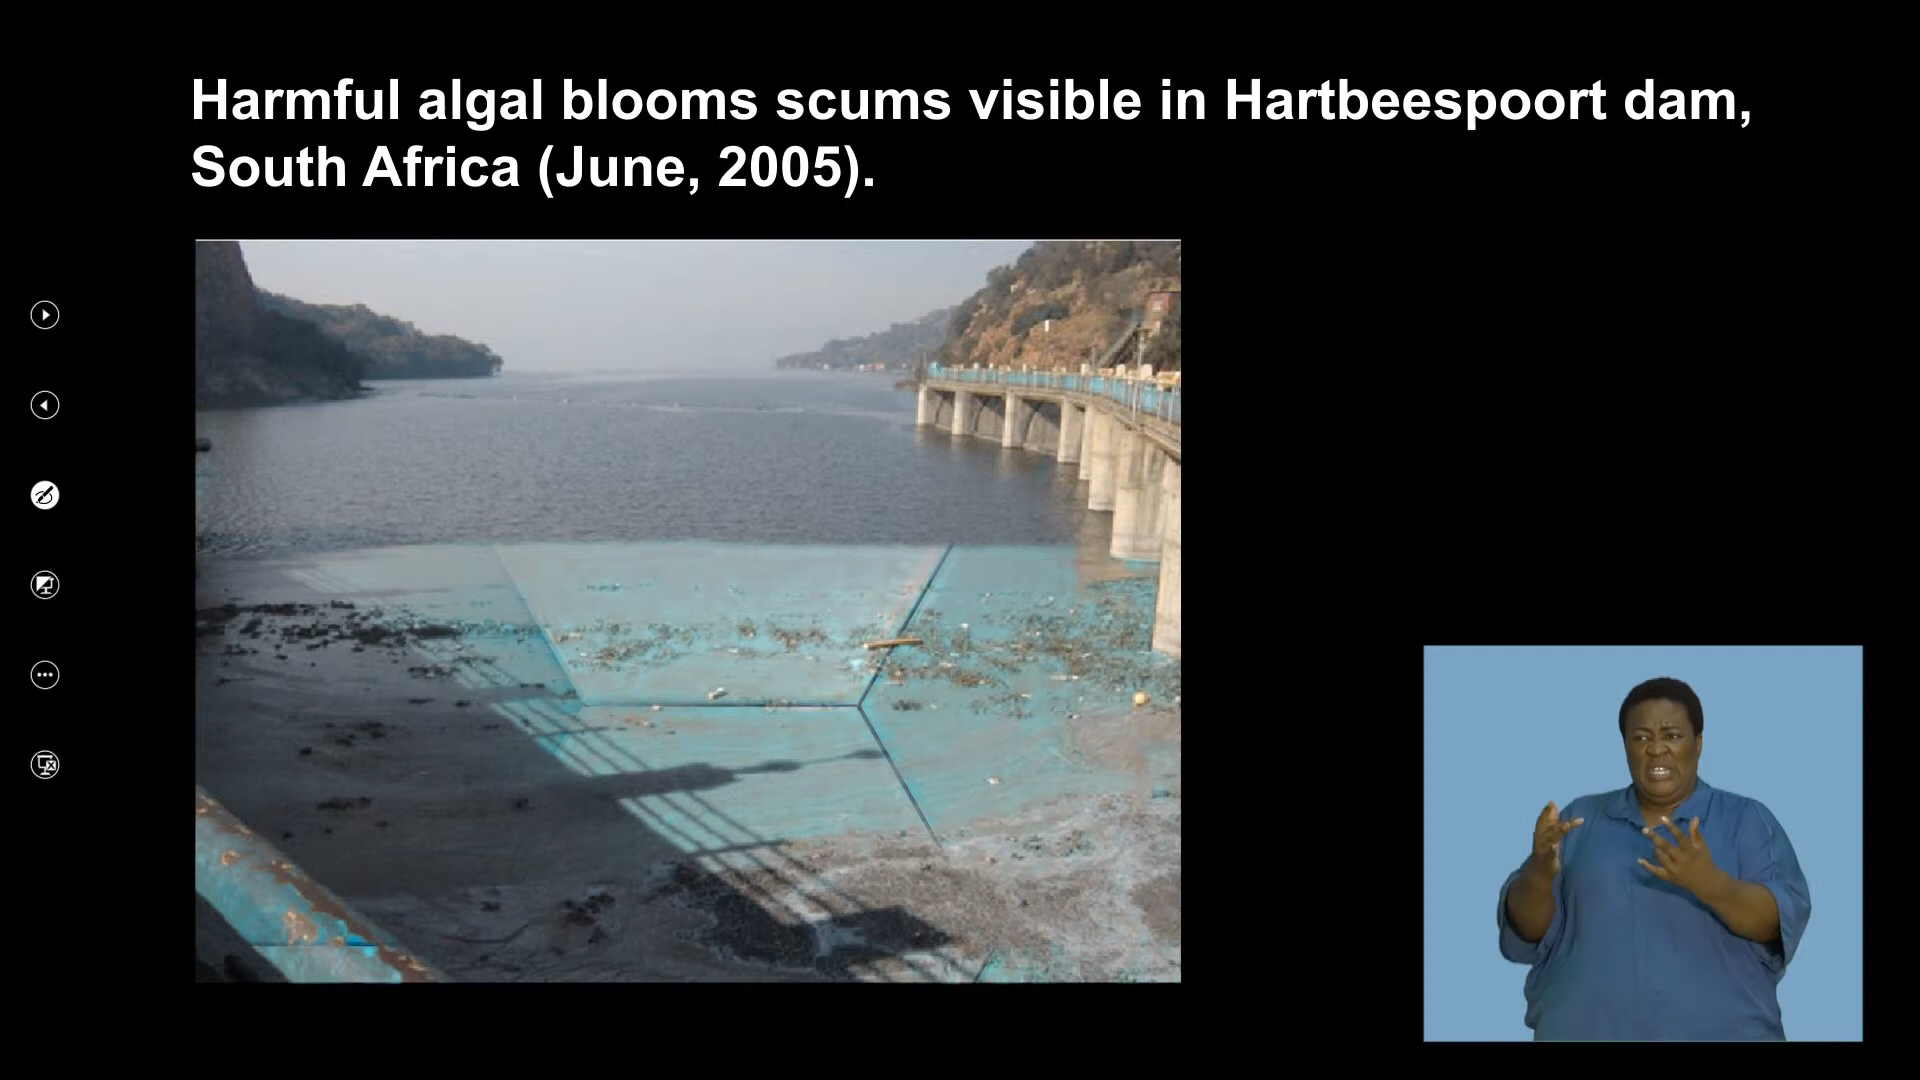 Harmful algal blooms scums visible in Hartbeespoort dam,
South Africa (June, 2005).